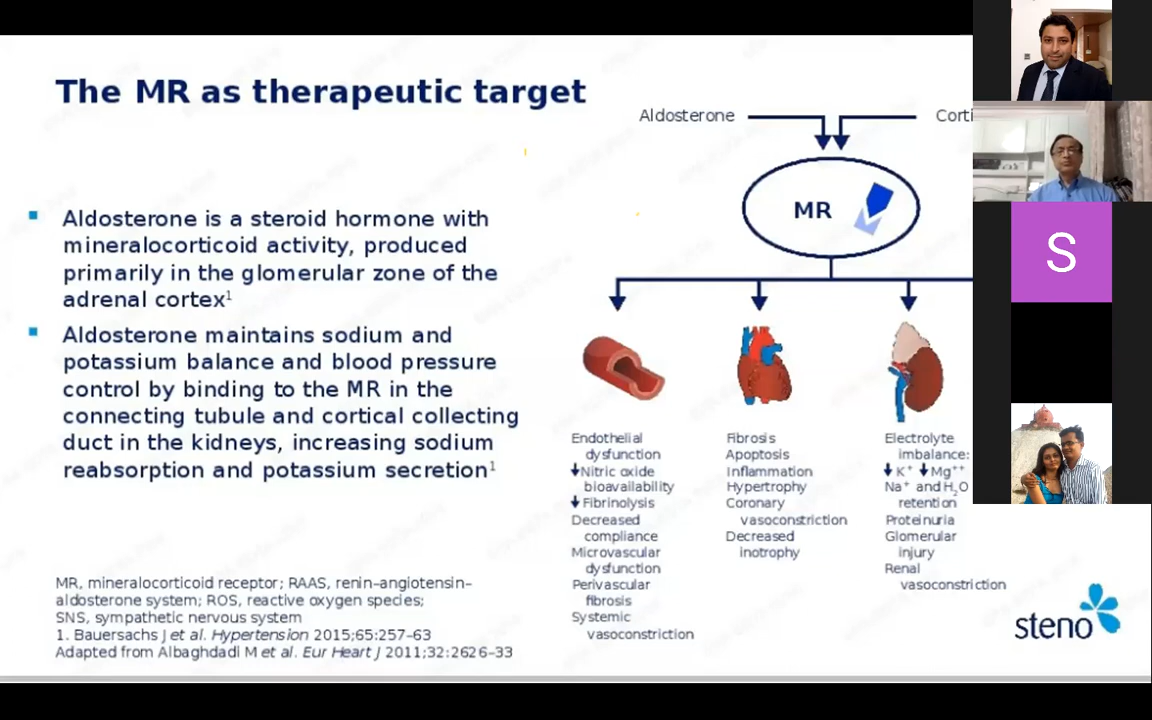 The MR as therapeutic target
Aldosterone
Corti
MR
Aldosterone is a steroid hormone with
mineralocorticoid activity, produced
primarily in the glomerular zone of the
adrenal cortex¹
Aldosterone maintains sodium and
potassium balance and blood pressure
control by binding to the MR in the
connecting tubule and cortical collecting
duct in the kidneys, increasing sodium
reabsorption and potassium secretion¹
Endothelial
dysfunction
↓Nitric oxide
bioavailability
↓ Fibrinolysis
Decreased
compliance
Microvascular
dysfunction
Perivascular
fibrosis
Systemic
vasoconstriction
Fibrosis
Apoptosis
Inflammation
Hypertrophy
Coronary
vasoconstriction
Decreased
inotrophy
Electrolyte
imbalance:
↓ K⁺ ↓ Mg⁺⁺
Na⁺ and H₂O
retention
Proteinuria
Glomerular
injury
Renal
vasoconstriction
MR, mineralocorticoid receptor; RAAS, renin–angiotensin–
aldosterone system; ROS, reactive oxygen species;
SNS, sympathetic nervous system
1. Bauersachs J et al. Hypertension 2015;65:257–63
Adapted from Albaghdadi M et al. Eur Heart J 2011;32:2626–33
S
steno